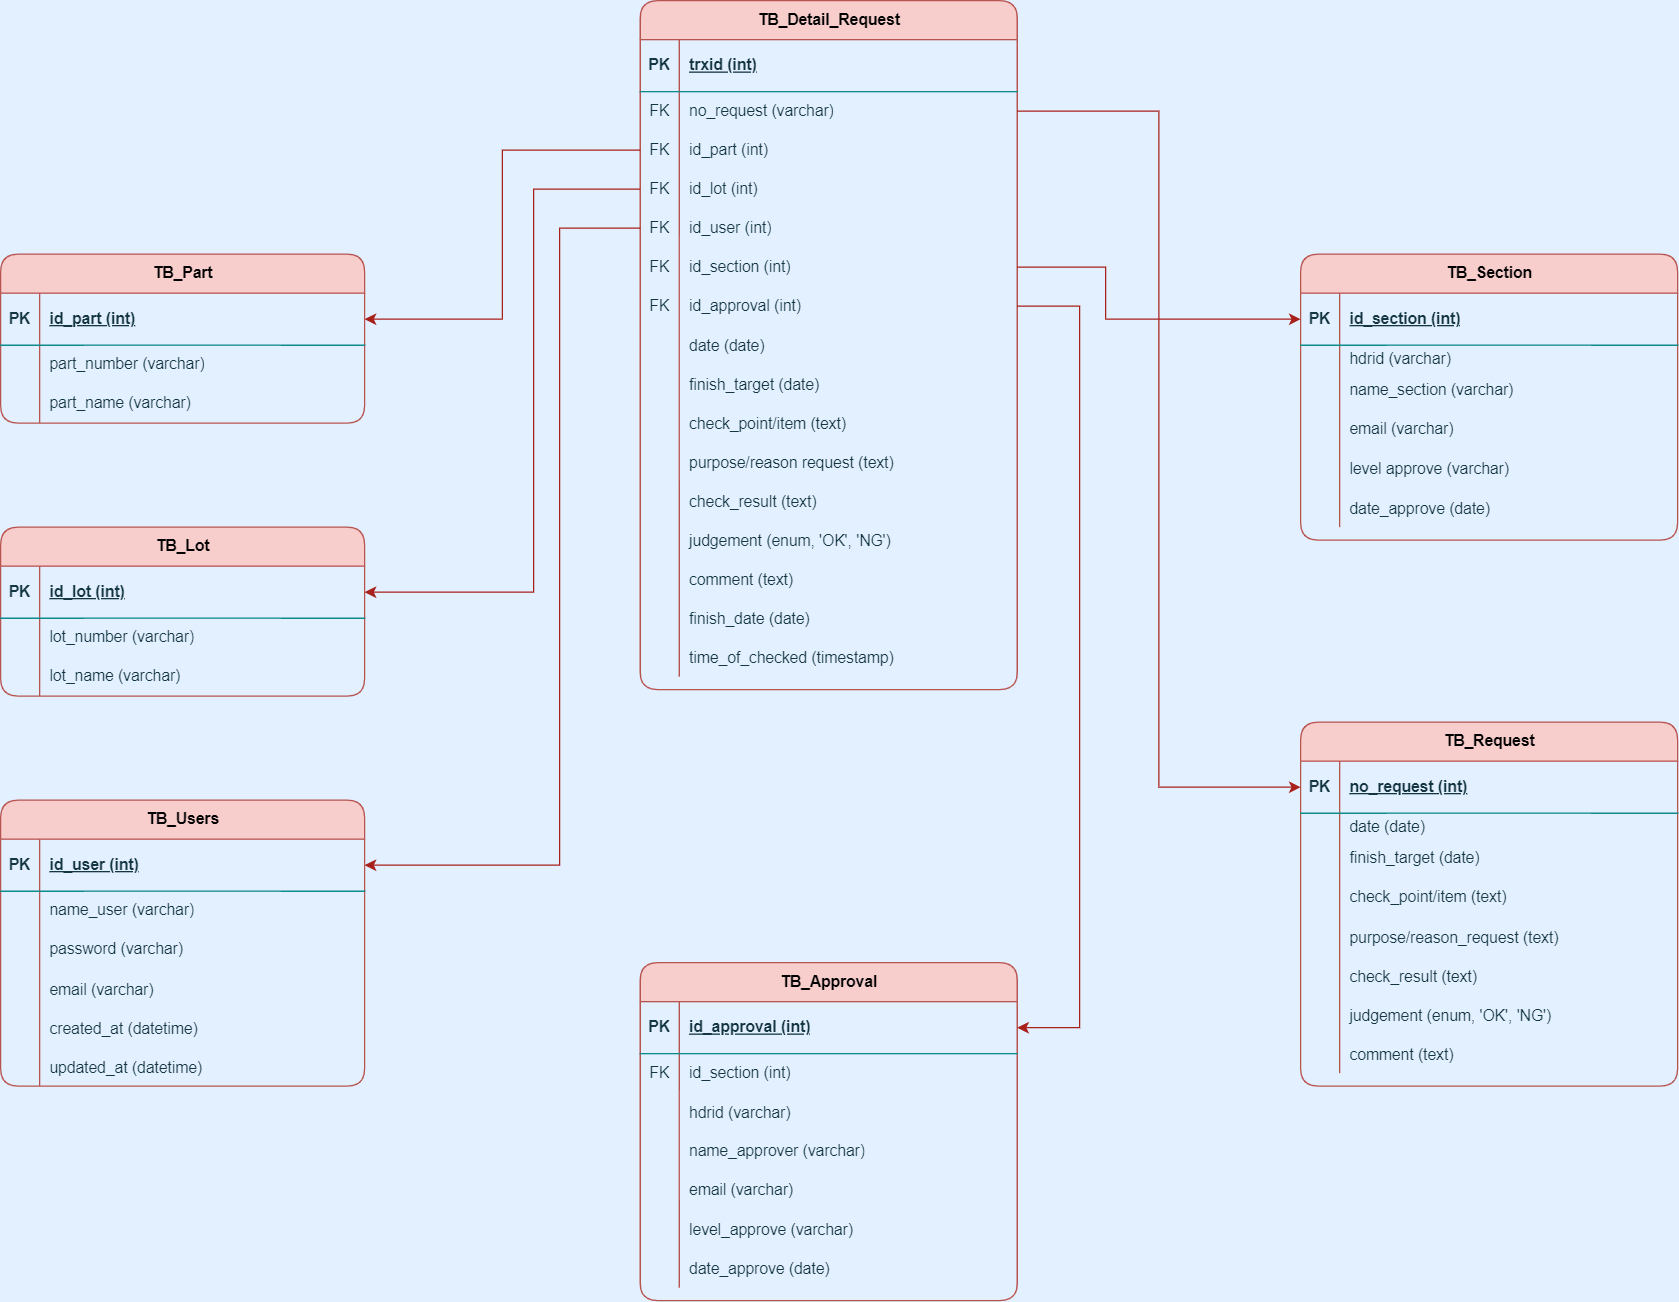 TB_Detail_Request
PK trxid (int)
FK no_request (varchar)
FK id_part (int)
FK id_lot (int)
FK id_user (int)
FK id_section (int)
FK id_approval (int)
date (date)
finish_target (date)
check_point/item (text)
purpose/reason request (text)
check_result (text)
judgement (enum, 'OK', 'NG')
comment (text)
finish_date (date)
time_of_checked (timestamp)
TB_Part
PK id_part (int)
part_number (varchar)
part_name (varchar)
TB_Section
PK id_section (int)
hdrid (varchar)
name_section (varchar)
email (varchar)
level approve (varchar)
date_approve (date)
TB_Lot
PK id_lot (int)
lot_number (varchar)
lot_name (varchar)
TB_Request
PK no_request (int)
date (date)
finish_target (date)
check_point/item (text)
purpose/reason_request (text)
check_result (text)
judgement (enum, 'OK', 'NG')
comment (text)
TB_Users
PK id_user (int)
name_user (varchar)
password (varchar)
email (varchar)
created_at (datetime)
updated_at (datetime)
TB_Approval
PK id_approval (int)
FK id_section (int)
hdrid (varchar)
name_approver (varchar)
email (varchar)
level_approve (varchar)
date_approve (date)